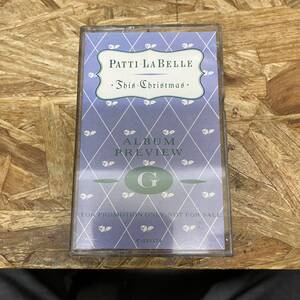 PATTI LABELLE
· This · Christmas ·
ALBUM
PREVIEW
G
FOR PROMOTION ONLY, NOT FOR SALE